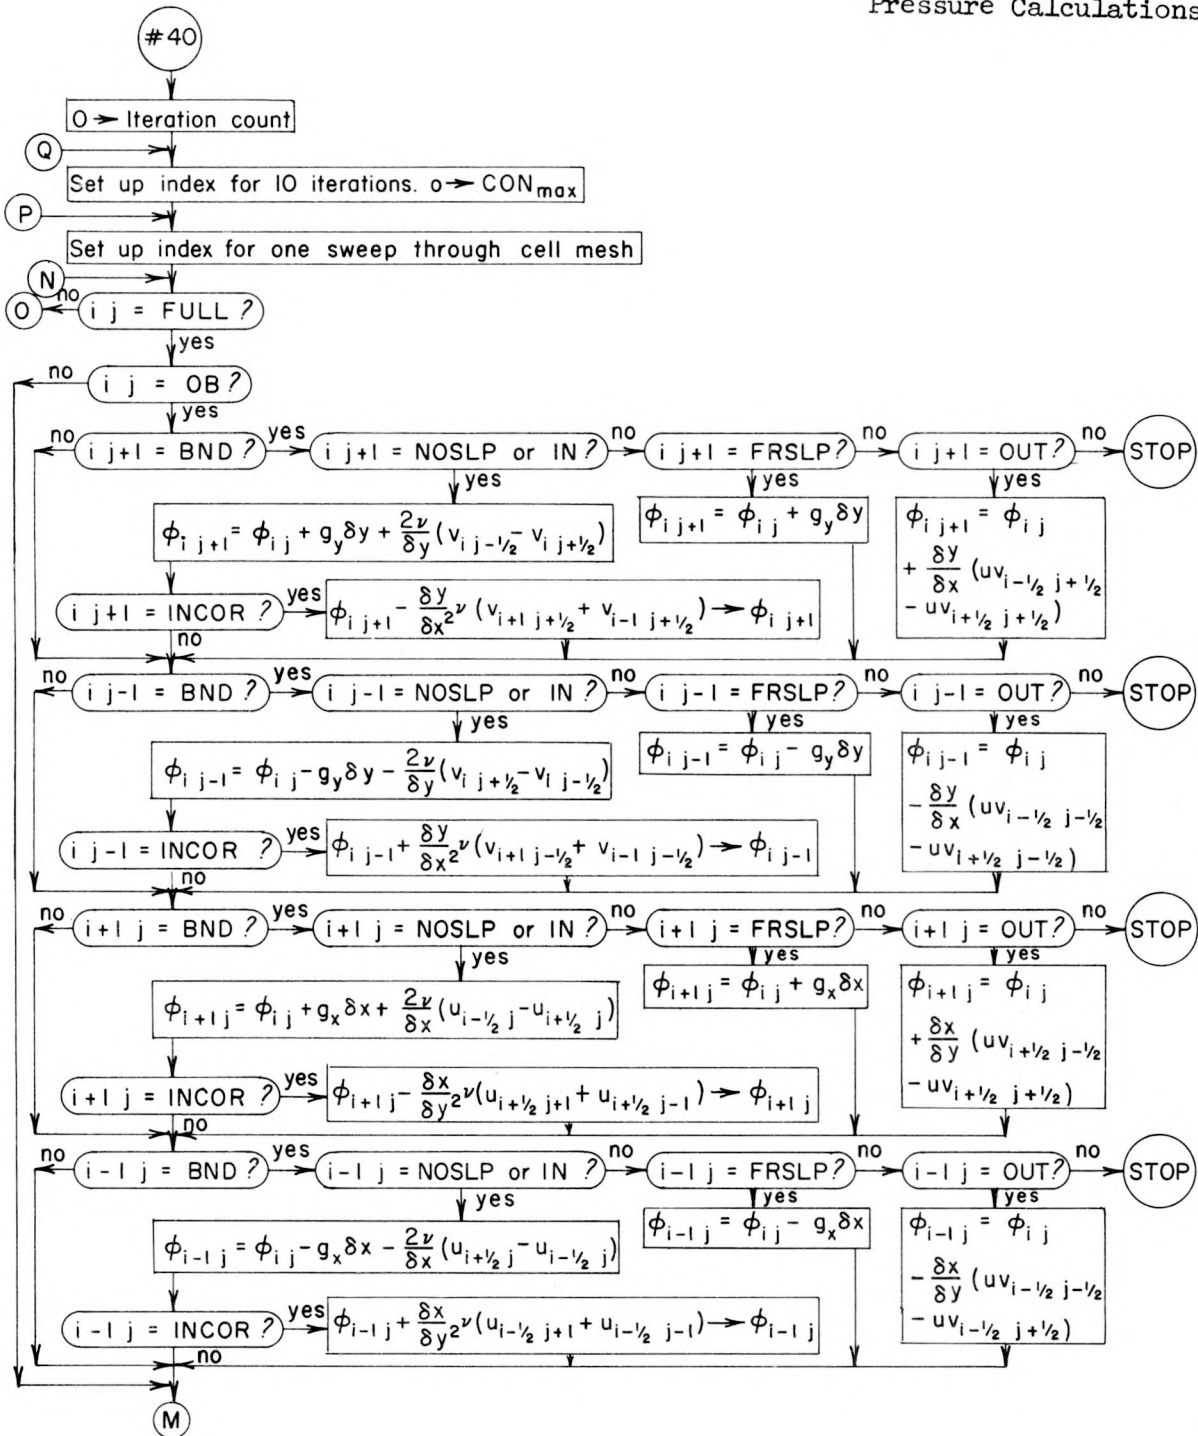 Pressure Calculations
#40
O → Iteration count
Q
Set up index for 10 iterations. o → CON_max
P
Set up index for one sweep through cell mesh
N
O
no
i j = FULL ?
yes
no
i j = OB ?
yes
no
i j+1 = BND ?
yes
i j+1 = NOSLP or IN ?
no
i j+1 = FRSLP?
no
i j+1 = OUT?
no
STOP
yes
yes
yes
ϕ_{i j+1} = ϕ_{i j} + g_y δy + 2ν/δy (v_{i j-½} - v_{i j+½})
ϕ_{i j+1} = ϕ_{i j} + g_y δy
ϕ_{i j+1} = ϕ_{i j}
+ δy/δx (uv_{i-½ j+½}
- uv_{i+½ j+½})
i j+1 = INCOR ?
yes
ϕ_{i j+1} - δy/δx² ν (v_{i+1 j+½} + v_{i-1 j+½}) → ϕ_{i j+1}
no
no
i j-1 = BND ?
yes
i j-1 = NOSLP or IN ?
no
i j-1 = FRSLP?
no
i j-1 = OUT?
no
STOP
yes
yes
yes
ϕ_{i j-1} = ϕ_{i j} - g_y δy - 2ν/δy (v_{i j+½} - v_{i j-½})
ϕ_{i j-1} = ϕ_{i j} - g_y δy
ϕ_{i j-1} = ϕ_{i j}
- δy/δx (uv_{i-½ j-½}
- uv_{i+½ j-½})
i j-1 = INCOR ?
yes
ϕ_{i j-1} + δy/δx² ν (v_{i+1 j-½} + v_{i-1 j-½}) → ϕ_{i j-1}
no
no
i+1 j = BND ?
yes
i+1 j = NOSLP or IN ?
no
i+1 j = FRSLP?
no
i+1 j = OUT?
no
STOP
yes
yes
yes
ϕ_{i+1 j} = ϕ_{i j} + g_x δx + 2ν/δx (u_{i-½ j} - u_{i+½ j})
ϕ_{i+1 j} = ϕ_{i j} + g_x δx
ϕ_{i+1 j} = ϕ_{i j}
+ δx/δy (uv_{i+½ j-½}
- uv_{i+½ j+½})
i+1 j = INCOR ?
yes
ϕ_{i+1 j} - δx/δy² ν (u_{i+½ j+1} + u_{i+½ j-1}) → ϕ_{i+1 j}
no
no
i-1 j = BND ?
yes
i-1 j = NOSLP or IN ?
no
i-1 j = FRSLP?
no
i-1 j = OUT?
no
STOP
yes
yes
yes
ϕ_{i-1 j} = ϕ_{i j} - g_x δx - 2ν/δx (u_{i+½ j} - u_{i-½ j})
ϕ_{i-1 j} = ϕ_{i j} - g_x δx
ϕ_{i-1 j} = ϕ_{i j}
- δx/δy (uv_{i-½ j-½}
- uv_{i-½ j+½})
i-1 j = INCOR ?
yes
ϕ_{i-1 j} + δx/δy² ν (u_{i-½ j+1} + u_{i-½ j-1}) → ϕ_{i-1 j}
no
M